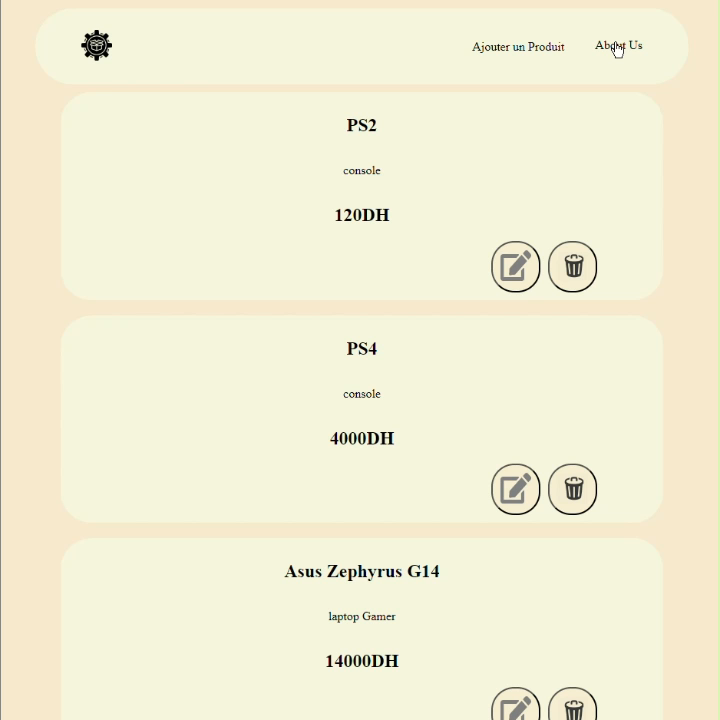 Ajouter un Produit
About Us
PS2
console
120DH
PS4
console
4000DH
Asus Zephyrus G14
laptop Gamer
14000DH